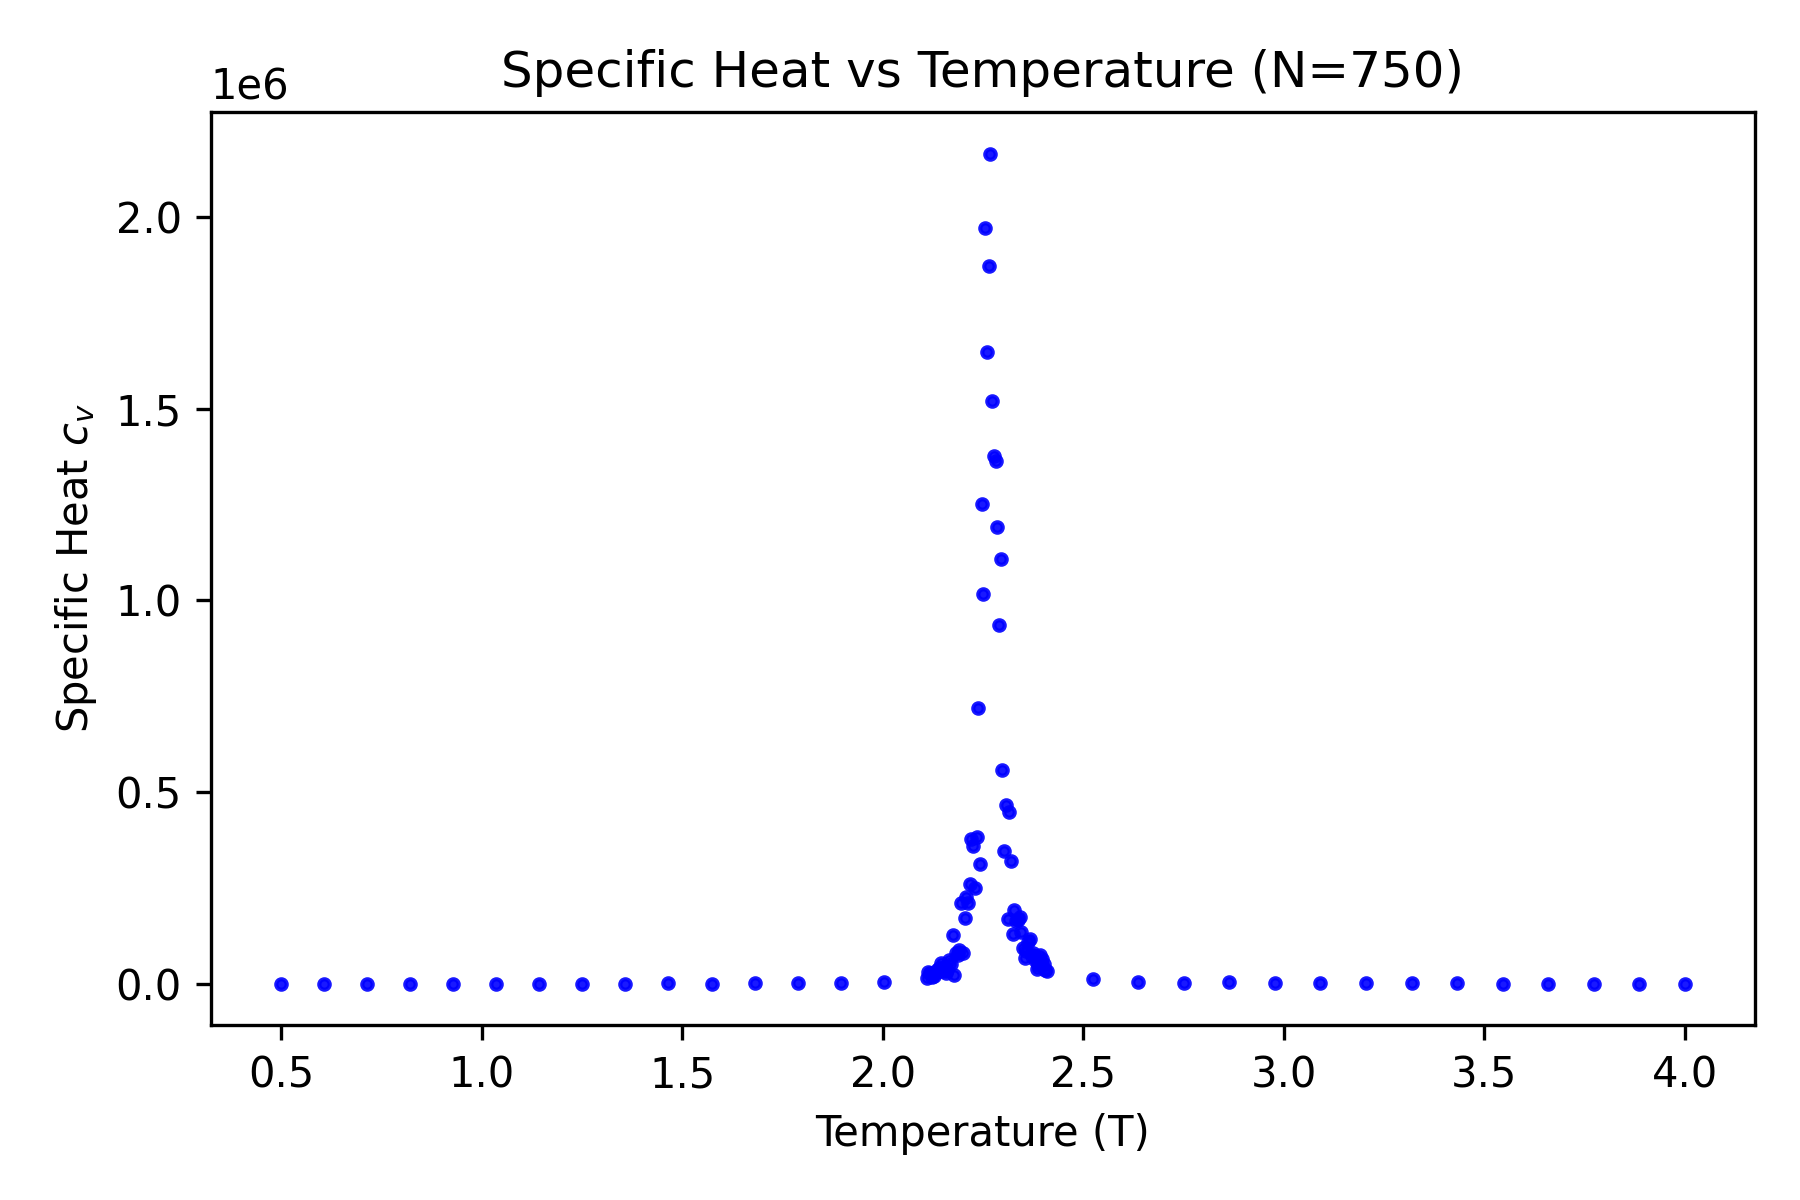 Specific Heat vs Temperature (N=750)
1e6
2.0
1.5
1.0
0.5
0.0
Specific Heat c_v
0.5 1.0 1.5 2.0 2.5 3.0 3.5 4.0
Temperature (T)